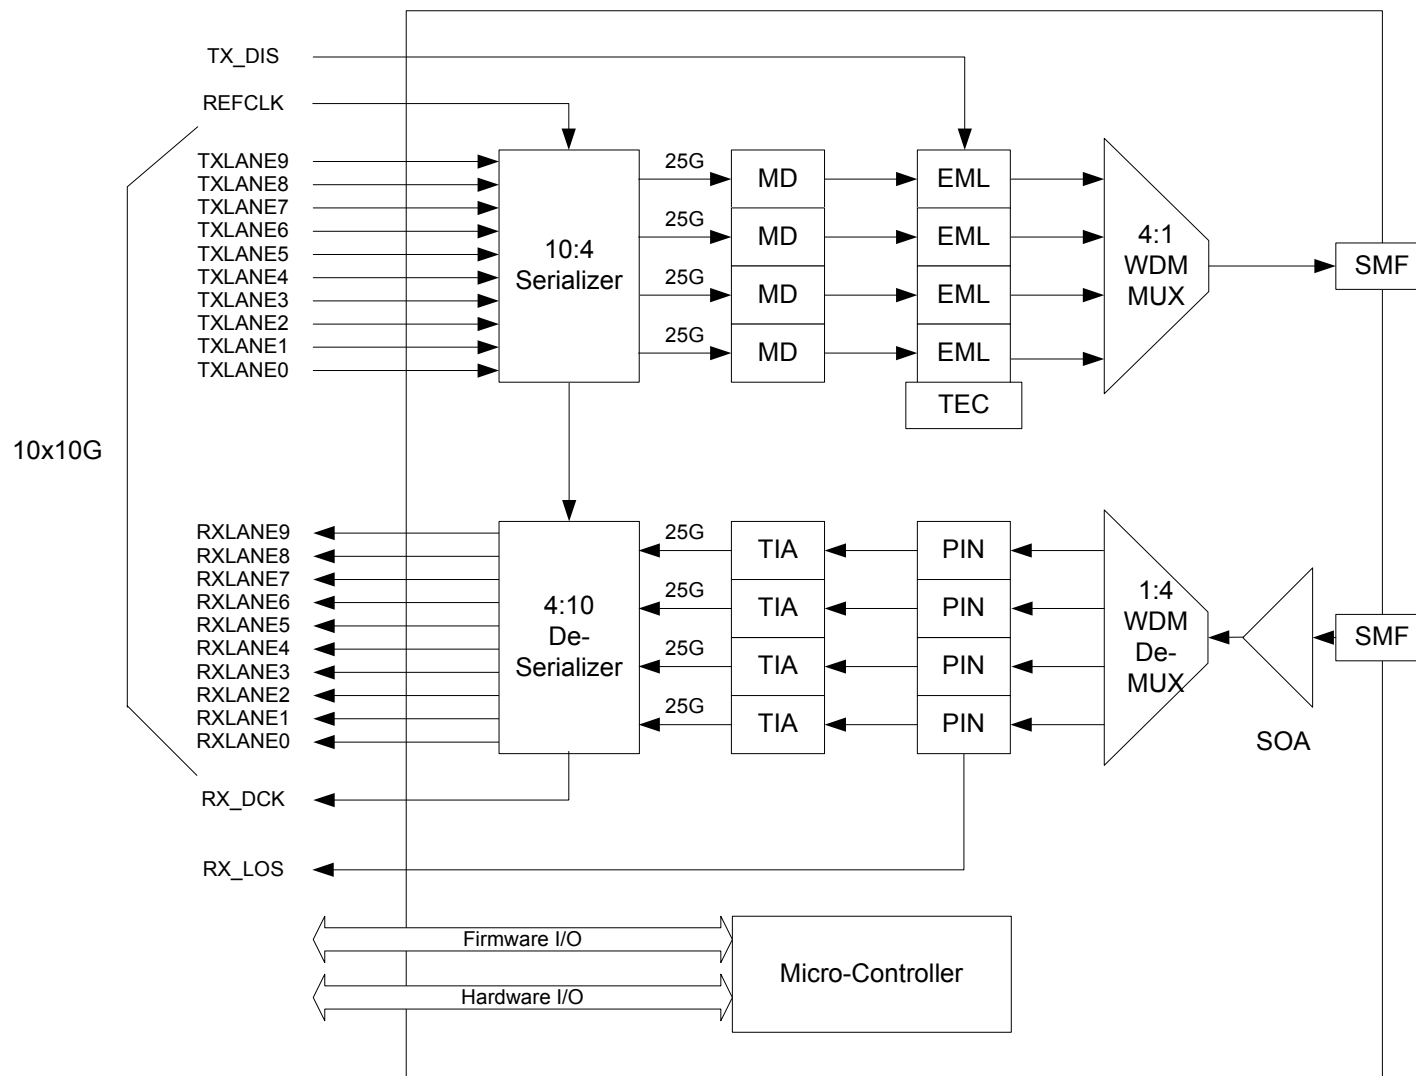 TX_DIS
REFCLK
TXLANE9
TXLANE8
TXLANE7
TXLANE6
TXLANE5
TXLANE4
TXLANE3
TXLANE2
TXLANE1
TXLANE0
10x10G
10:4
Serializer
25G
25G
25G
25G
MD
MD
MD
MD
EML
EML
EML
EML
TEC
4:1
WDM
MUX
SMF
RXLANE9
RXLANE8
RXLANE7
RXLANE6
RXLANE5
RXLANE4
RXLANE3
RXLANE2
RXLANE1
RXLANE0
4:10
De-
Serializer
25G
25G
25G
25G
TIA
TIA
TIA
TIA
PIN
PIN
PIN
PIN
1:4
WDM
De-
MUX
SOA
SMF
RX_DCK
RX_LOS
Firmware I/O
Hardware I/O
Micro-Controller